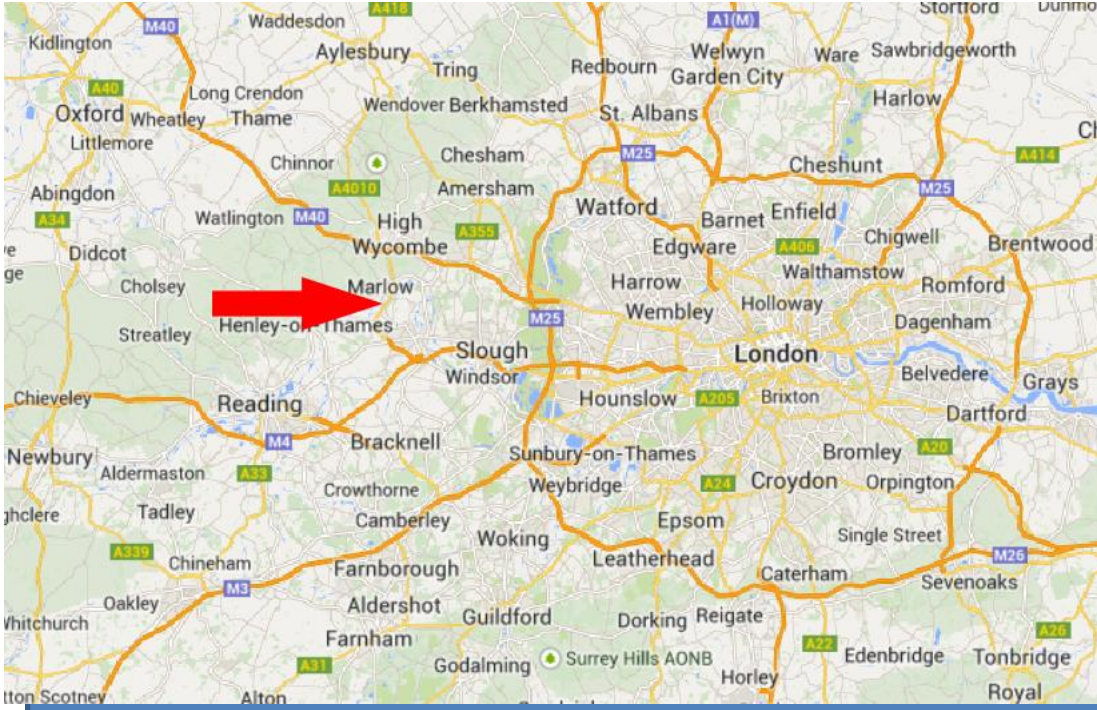 Stortford
Dunmo
A418
Waddesdon
M40
A1(M)
Kidlington
Aylesbury
Welwyn
Garden City
Ware
Sawbridgeworth
Tring
Redbourn
A40
Long Crendon
Harlow
Oxford
Wheatley
Thame
Wendover
Berkhamsted
St. Albans
Littlemore
Ch
Chinnor
Chesham
M25
Cheshunt
A414
Abingdon
A4010
Amersham
M25
A34
Watlington
M40
High
Wycombe
A355
Watford
Barnet
Enfield
Chigwell
Edgware
A406
Brentwood
ge
Didcot
Cholsey
Marlow
Harrow
Walthamstow
Romford
Wembley
Holloway
Henley-on-Thames
M25
Dagenham
Streatley
Slough
London
Windsor
Belvedere
Grays
Chieveley
Reading
Hounslow
A205
Brixton
Dartford
M4
Bracknell
Newbury
Sunbury-on-Thames
Bromley
A20
Aldermaston
A33
Crowthorne
Weybridge
A24
Croydon
Orpington
ghclere
Tadley
Camberley
Epsom
Woking
Single Street
A339
Chineham
Leatherhead
M26
M3
Farnborough
Caterham
Sevenoaks
Oakley
Aldershot
Whitchurch
Guildford
Dorking
Reigate
A26
Farnham
A22
Edenbridge
Tonbridge
A31
Godalming
Surrey Hills AONB
Horley
tton Scotney
Alton
Royal